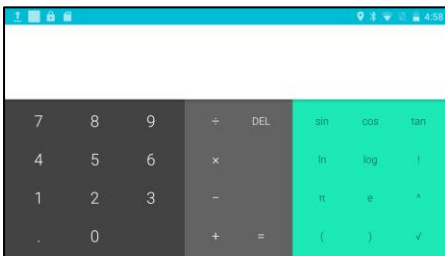 4:58
7 8 9 ÷ DEL sin cos tan
4 5 6 × ln log !
1 2 3 − π e ^
. 0 + = ( ) √